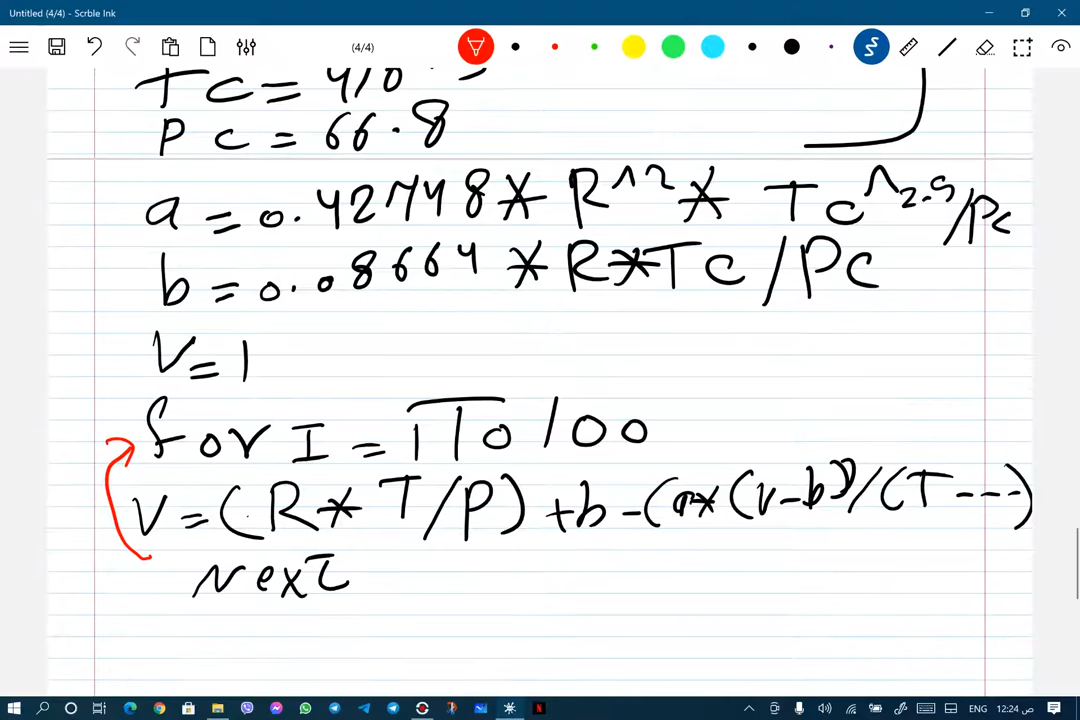 Untitled (4/4) - Scrble Ink
(4/4)
Tc =
Pc = 66.8
a = 0.42748 * R^2 * Tc^2.5/Pc
b = 0.08664 * R*Tc/Pc
V = 1
for I = 1 To 100
V = (R * T/P) + b - (a*(V-b))/(T ---)
Next
ENG
12:24 ص